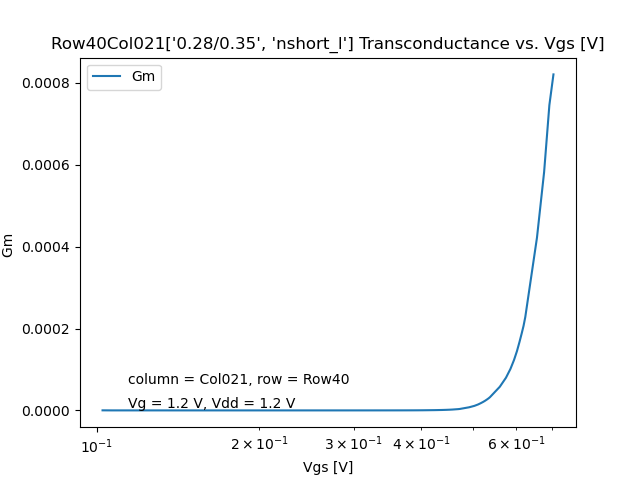 Row40Col021['0.28/0.35', 'nshort_l'] Transconductance vs. Vgs [V]
Gm
0.0008
0.0006
0.0004
0.0002
0.0000
Gm
column = Col021, row = Row40
Vg = 1.2 V, Vdd = 1.2 V
10⁻¹
2 × 10⁻¹
3 × 10⁻¹
4 × 10⁻¹
6 × 10⁻¹
Vgs [V]